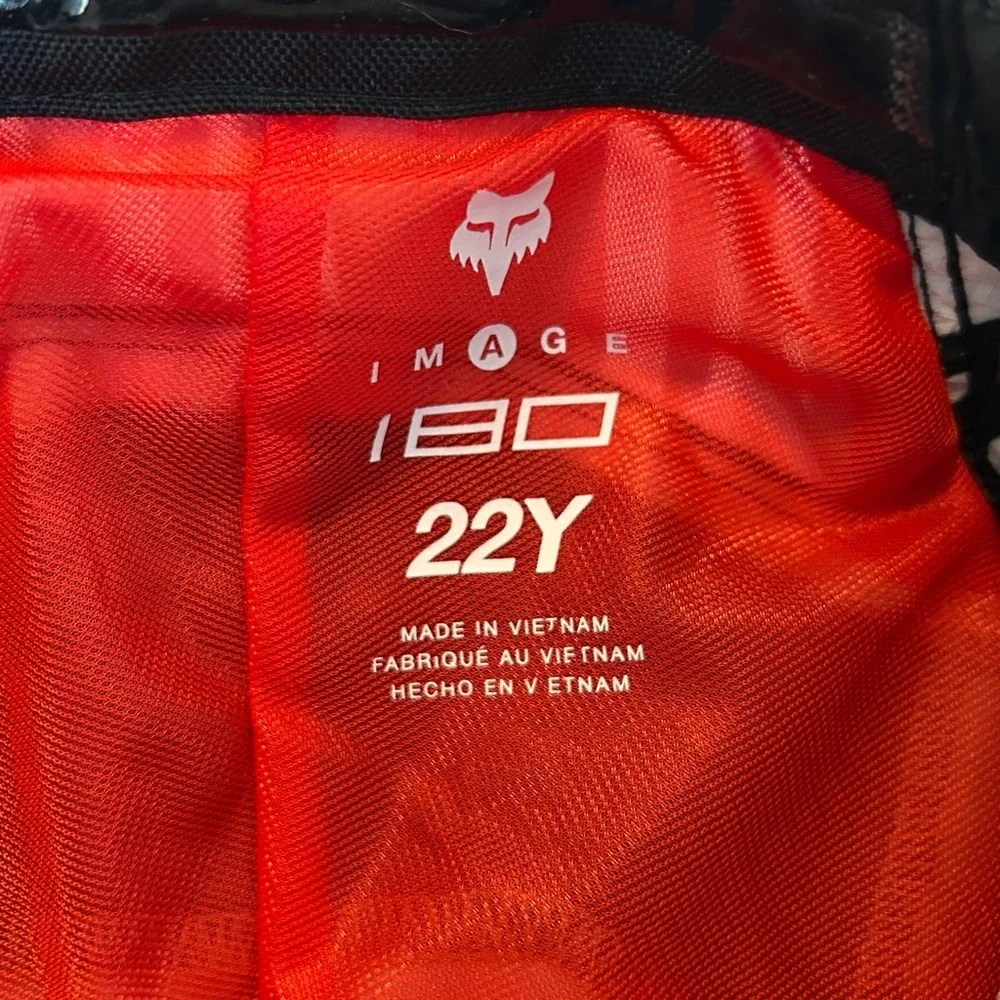 IMAGE
180
22Y
MADE IN VIETNAM
FABRIQUÉ AU VIETNAM
HECHO EN VIETNAM